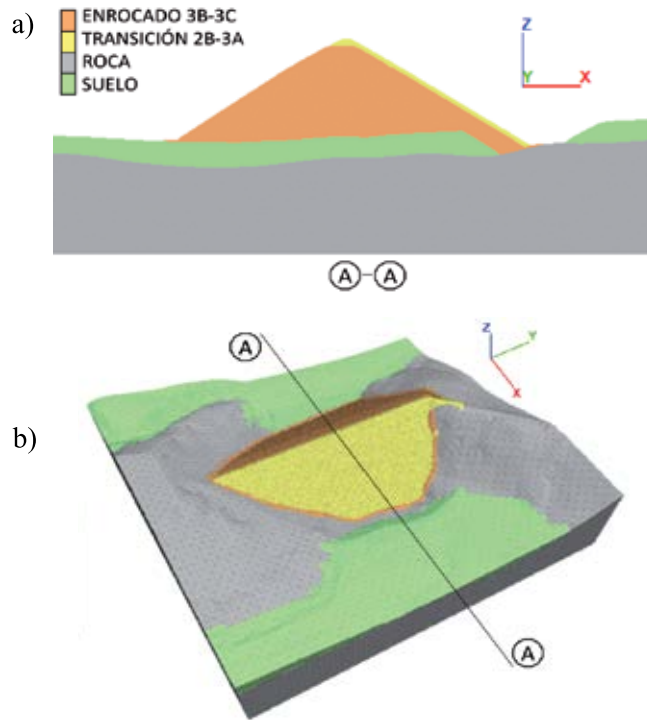 a)
ENROCADO 3B-3C
TRANSICIÓN 2B-3A
ROCA
SUELO
Z
Y
X
A-A
b)
A
Z
Y
X
A